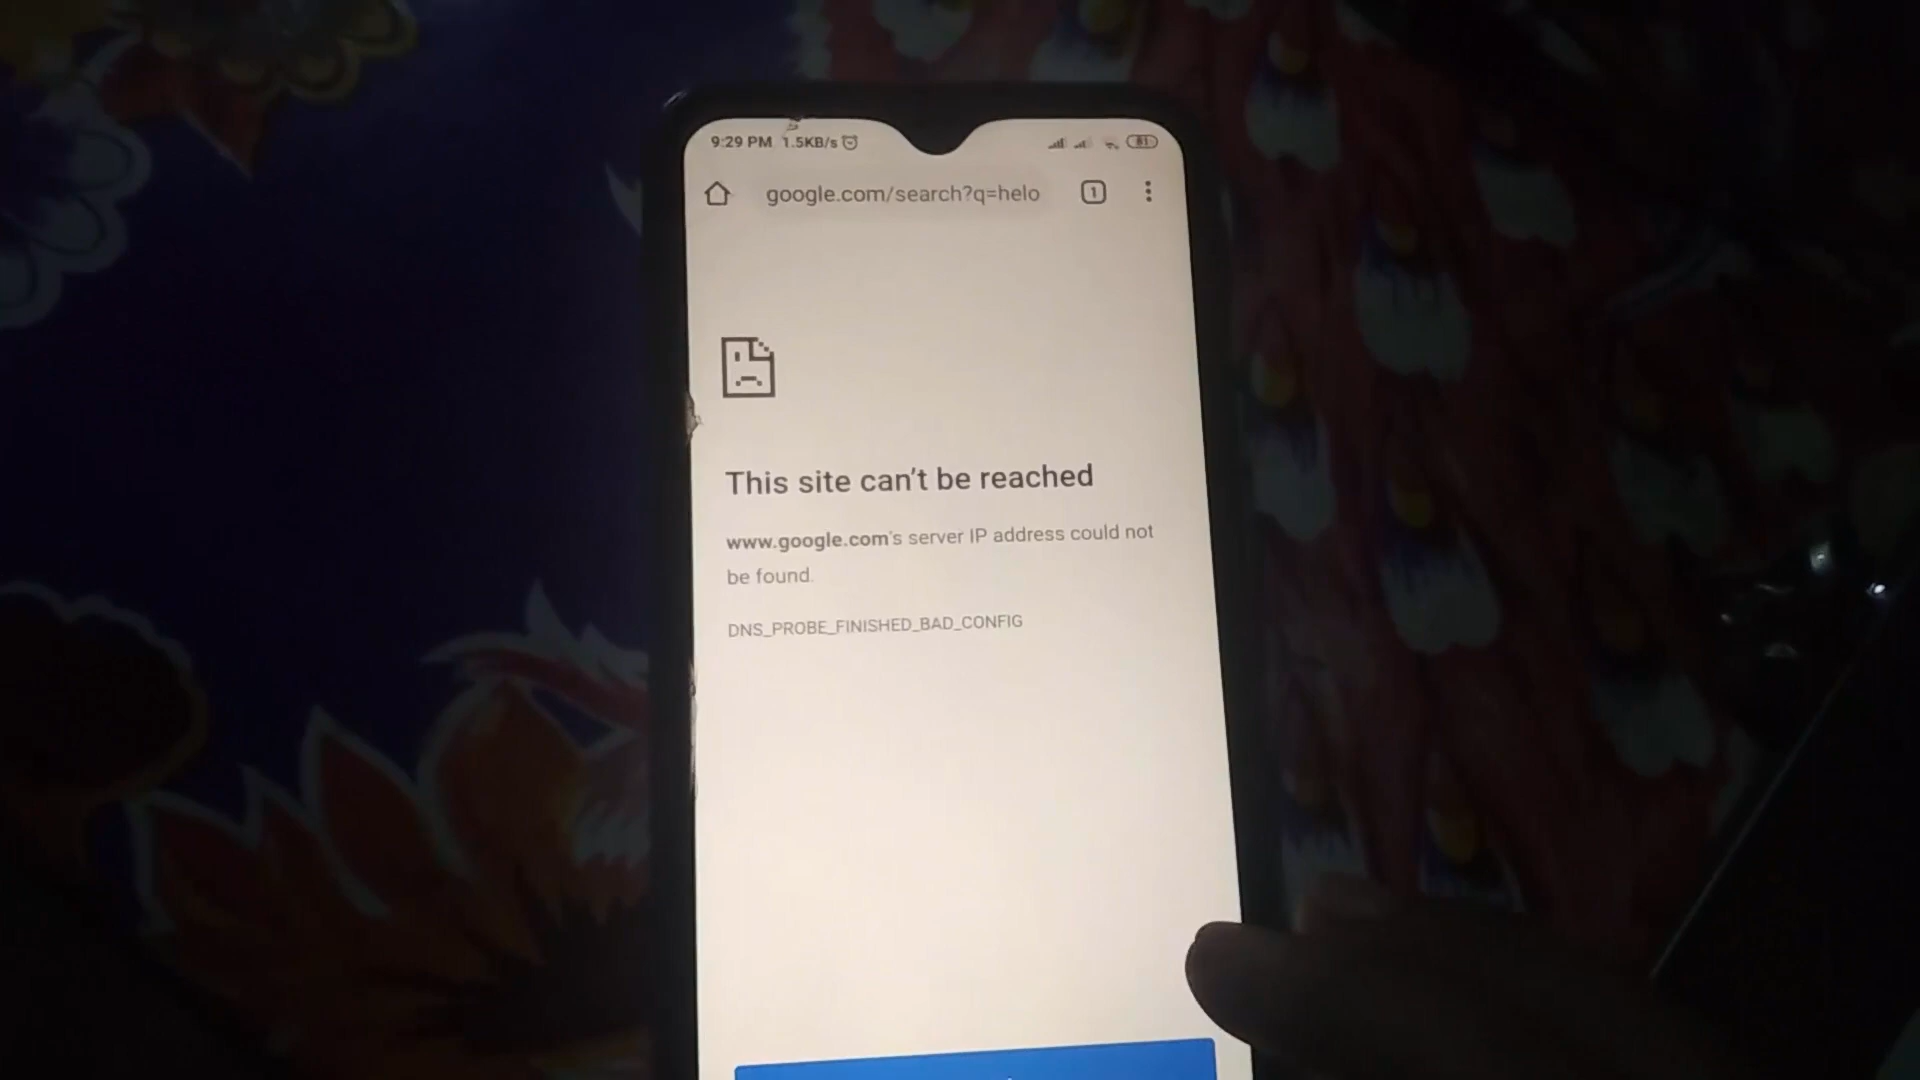 9:29 PM 1.5KB/s 81
google.com/search?q=helo 1
This site can't be reached
www.google.com's server IP address could not
be found.
DNS_PROBE_FINISHED_BAD_CONFIG